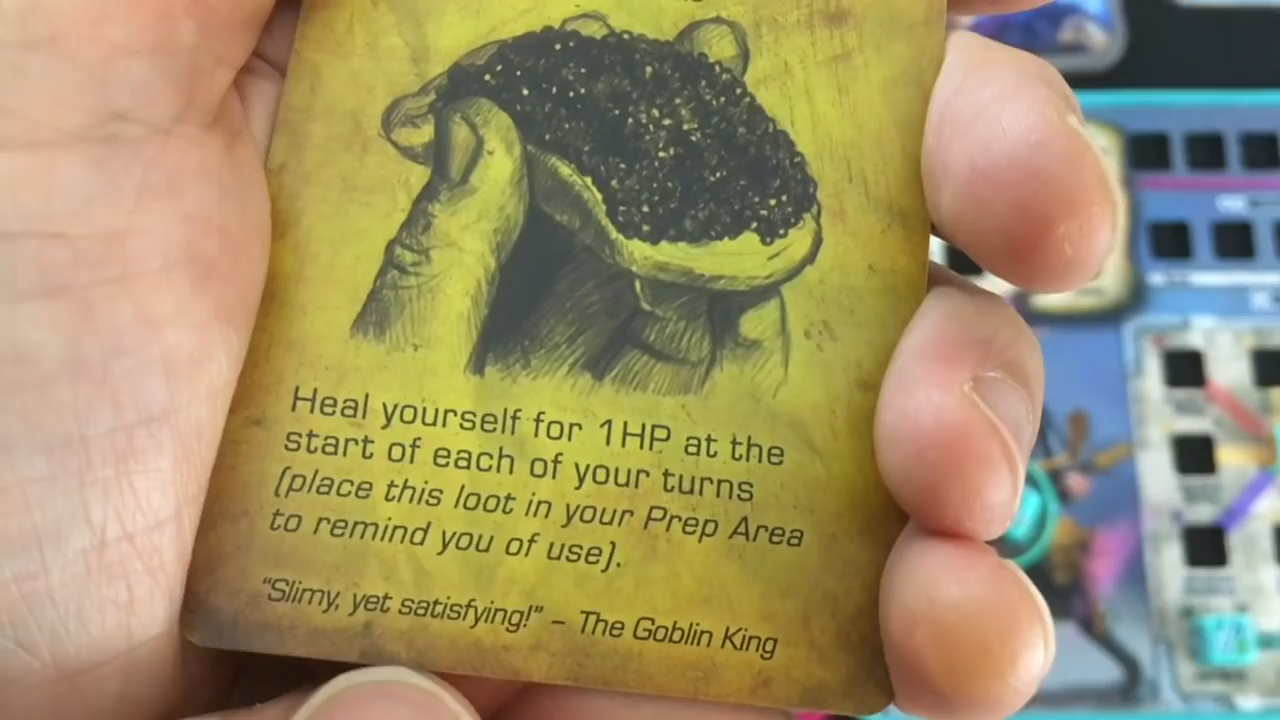 Heal yourself for 1HP at the
start of each of your turns
(place this loot in your Prep Area
to remind you of use).
“Slimy, yet satisfying!” – The Goblin King